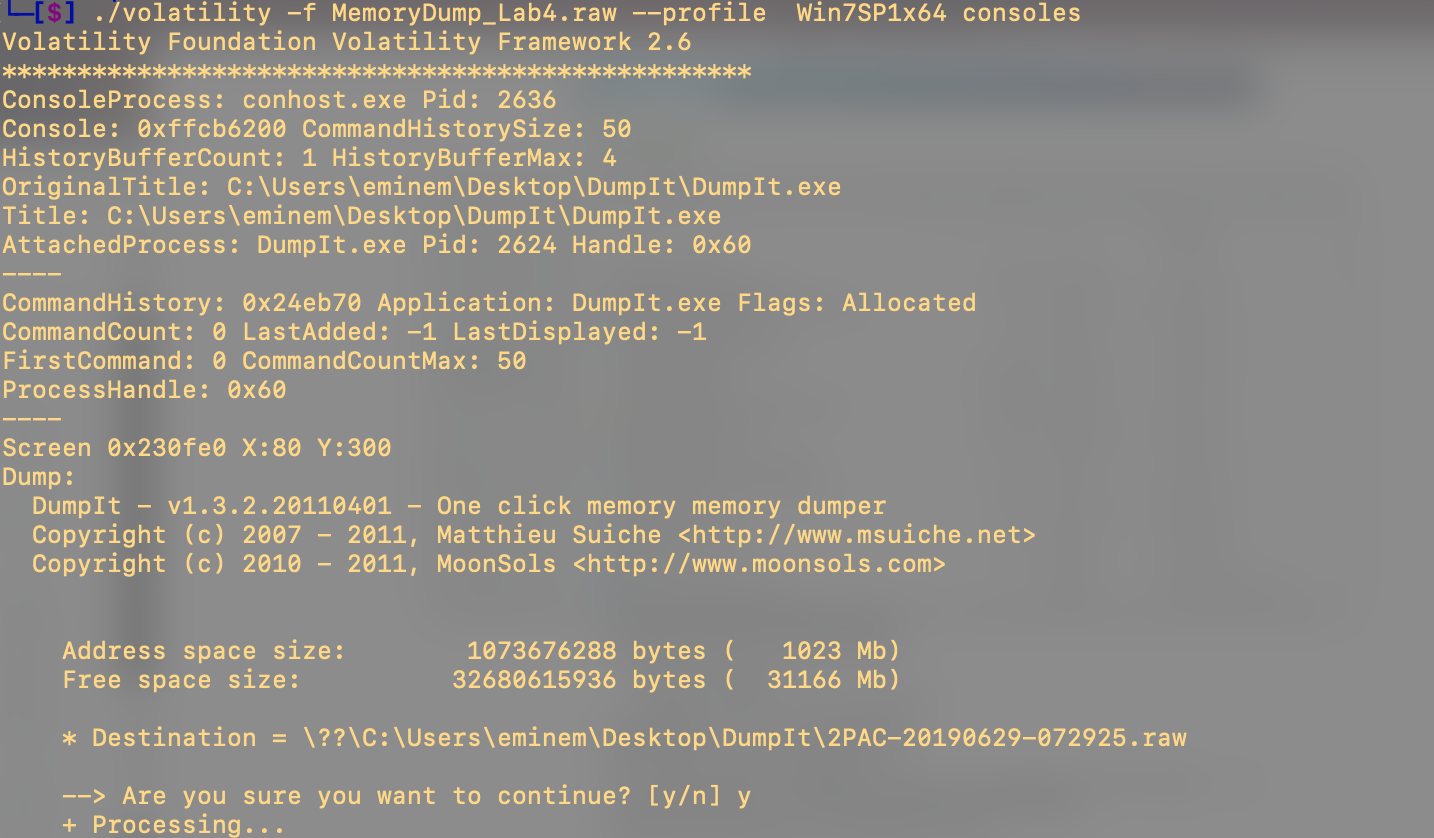 └─[$] ./volatility -f MemoryDump_Lab4.raw --profile  Win7SP1x64 consoles
Volatility Foundation Volatility Framework 2.6
**************************************************
ConsoleProcess: conhost.exe Pid: 2636
Console: 0xffcb6200 CommandHistorySize: 50
HistoryBufferCount: 1 HistoryBufferMax: 4
OriginalTitle: C:\Users\eminem\Desktop\DumpIt\DumpIt.exe
Title: C:\Users\eminem\Desktop\DumpIt\DumpIt.exe
AttachedProcess: DumpIt.exe Pid: 2624 Handle: 0x60
----
CommandHistory: 0x24eb70 Application: DumpIt.exe Flags: Allocated
CommandCount: 0 LastAdded: -1 LastDisplayed: -1
FirstCommand: 0 CommandCountMax: 50
ProcessHandle: 0x60
----
Screen 0x230fe0 X:80 Y:300
Dump:
  DumpIt - v1.3.2.20110401 - One click memory memory dumper
  Copyright (c) 2007 - 2011, Matthieu Suiche <http://www.msuiche.net>
  Copyright (c) 2010 - 2011, MoonSols <http://www.moonsols.com>
    Address space size:        1073676288 bytes (   1023 Mb)
    Free space size:          32680615936 bytes (  31166 Mb)
    * Destination = \??\C:\Users\eminem\Desktop\DumpIt\2PAC-20190629-072925.raw
    --> Are you sure you want to continue? [y/n] y
    + Processing...